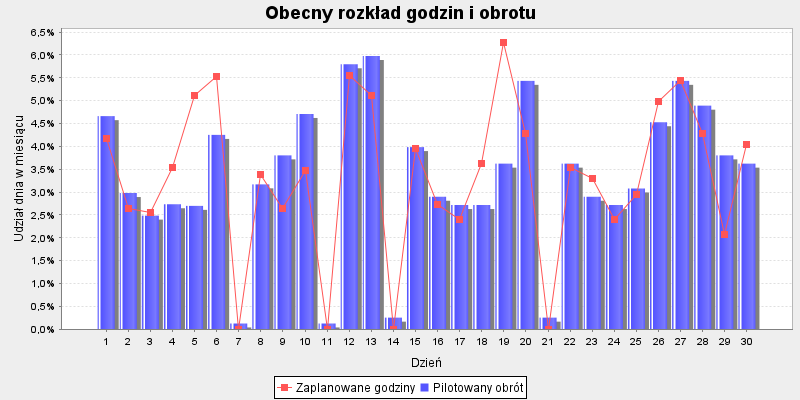 Obecny rozkład godzin i obrotu
Udział dnia w miesiącu
6,5%
6,0%
5,5%
5,0%
4,5%
4,0%
3,5%
3,0%
2,5%
2,0%
1,5%
1,0%
0,5%
0,0%
1 2 3 4 5 6 7 8 9 10 11 12 13 14 15 16 17 18 19 20 21 22 23 24 25 26 27 28 29 30
Dzień
Zaplanowane godziny Pilotowany obrót